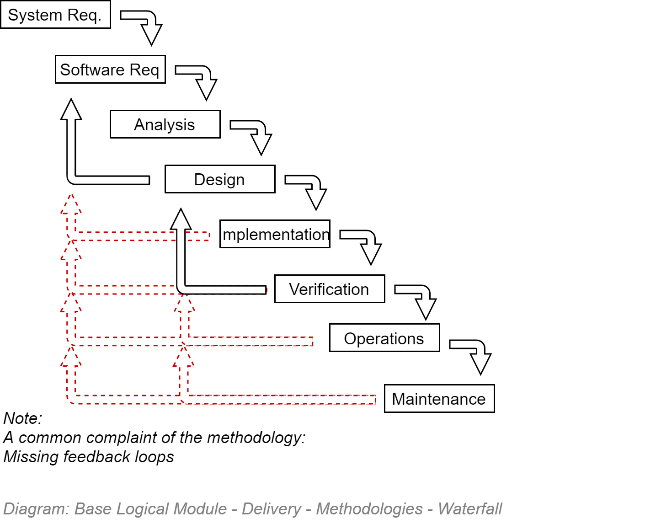 System Req.
Software Req
Analysis
Design
mplementation
Verification
Operations
Maintenance
Note:
A common complaint of the methodology:
Missing feedback loops
Diagram: Base Logical Module - Delivery - Methodologies - Waterfall